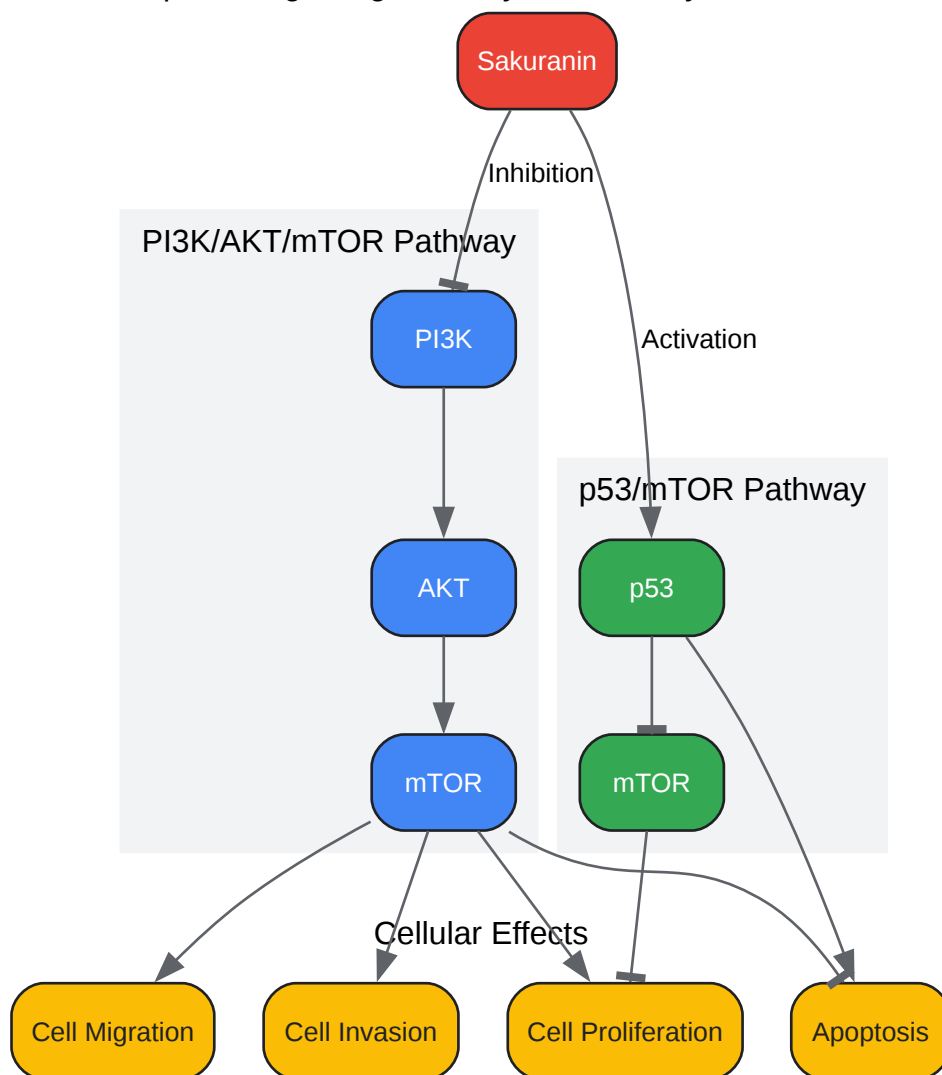 Sakuranin
Inhibition
PI3K/AKT/mTOR Pathway
PI3K
Activation
p53/mTOR Pathway
AKT
p53
mTOR
mTOR
Cellular Effects
Cell Migration
Cell Invasion
Cell Proliferation
Apoptosis